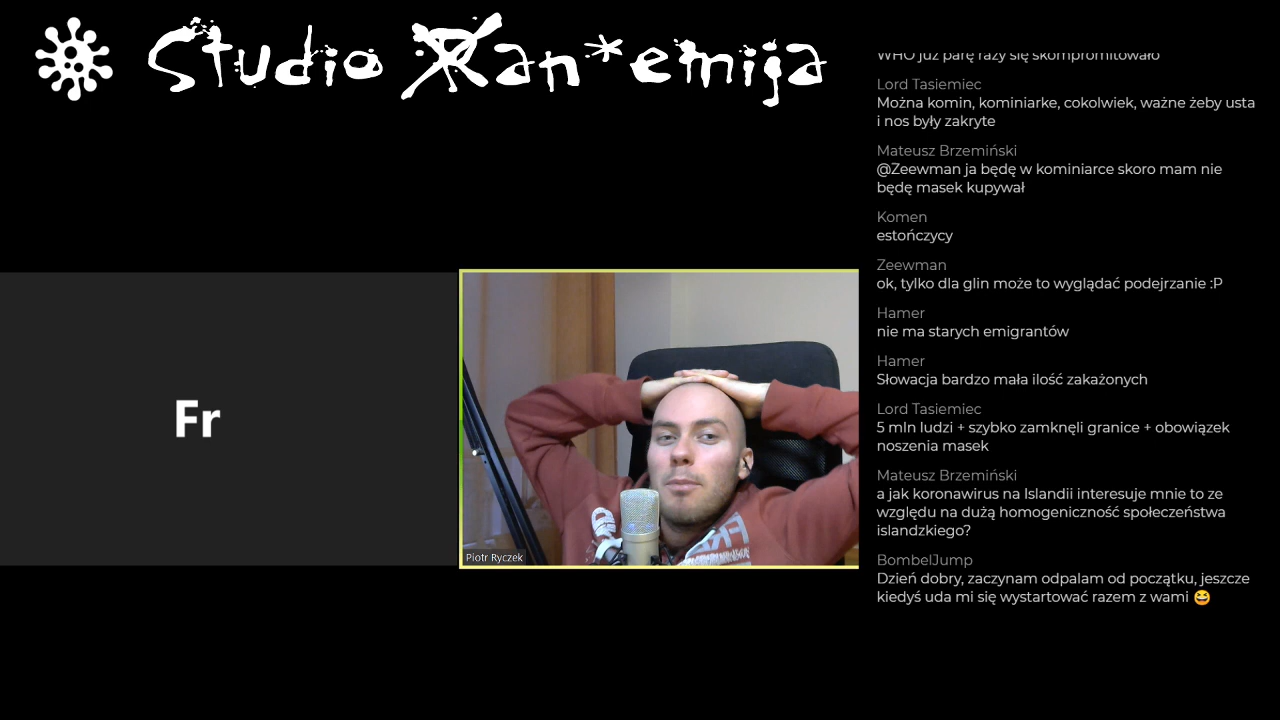 Studio Xan*emija
WHO już parę razy się skompromitowało
Lord Tasiemiec
Można komin, kominiarke, cokolwiek, ważne żeby usta
i nos były zakryte
Mateusz Brzemiński
@Zeewman ja będę w kominiarce skoro mam nie
będę masek kupywał
Komen
estończycy
Zeewman
ok, tylko dla glin może to wyglądać podejrzanie :P
Hamer
nie ma starych emigrantów
Hamer
Słowacja bardzo mała ilość zakażonych
Lord Tasiemiec
5 mln ludzi + szybko zamknęli granice + obowiązek
noszenia masek
Mateusz Brzemiński
a jak koronawirus na Islandii interesuje mnie to ze
względu na dużą homogeniczność społeczeństwa
islandzkiego?
BombelJump
Dzień dobry, zaczynam odpalam od początku, jeszcze
kiedyś uda mi się wystartować razem z wami 😆
Fr
Piotr Ryczek